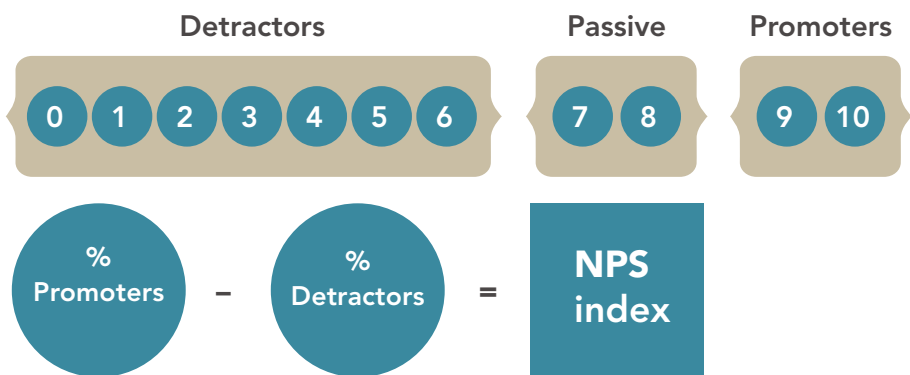 Detractors Passive Promoters
0 1 2 3 4 5 6 7 8 9 10
%
Promoters
–
%
Detractors
=
NPS
index